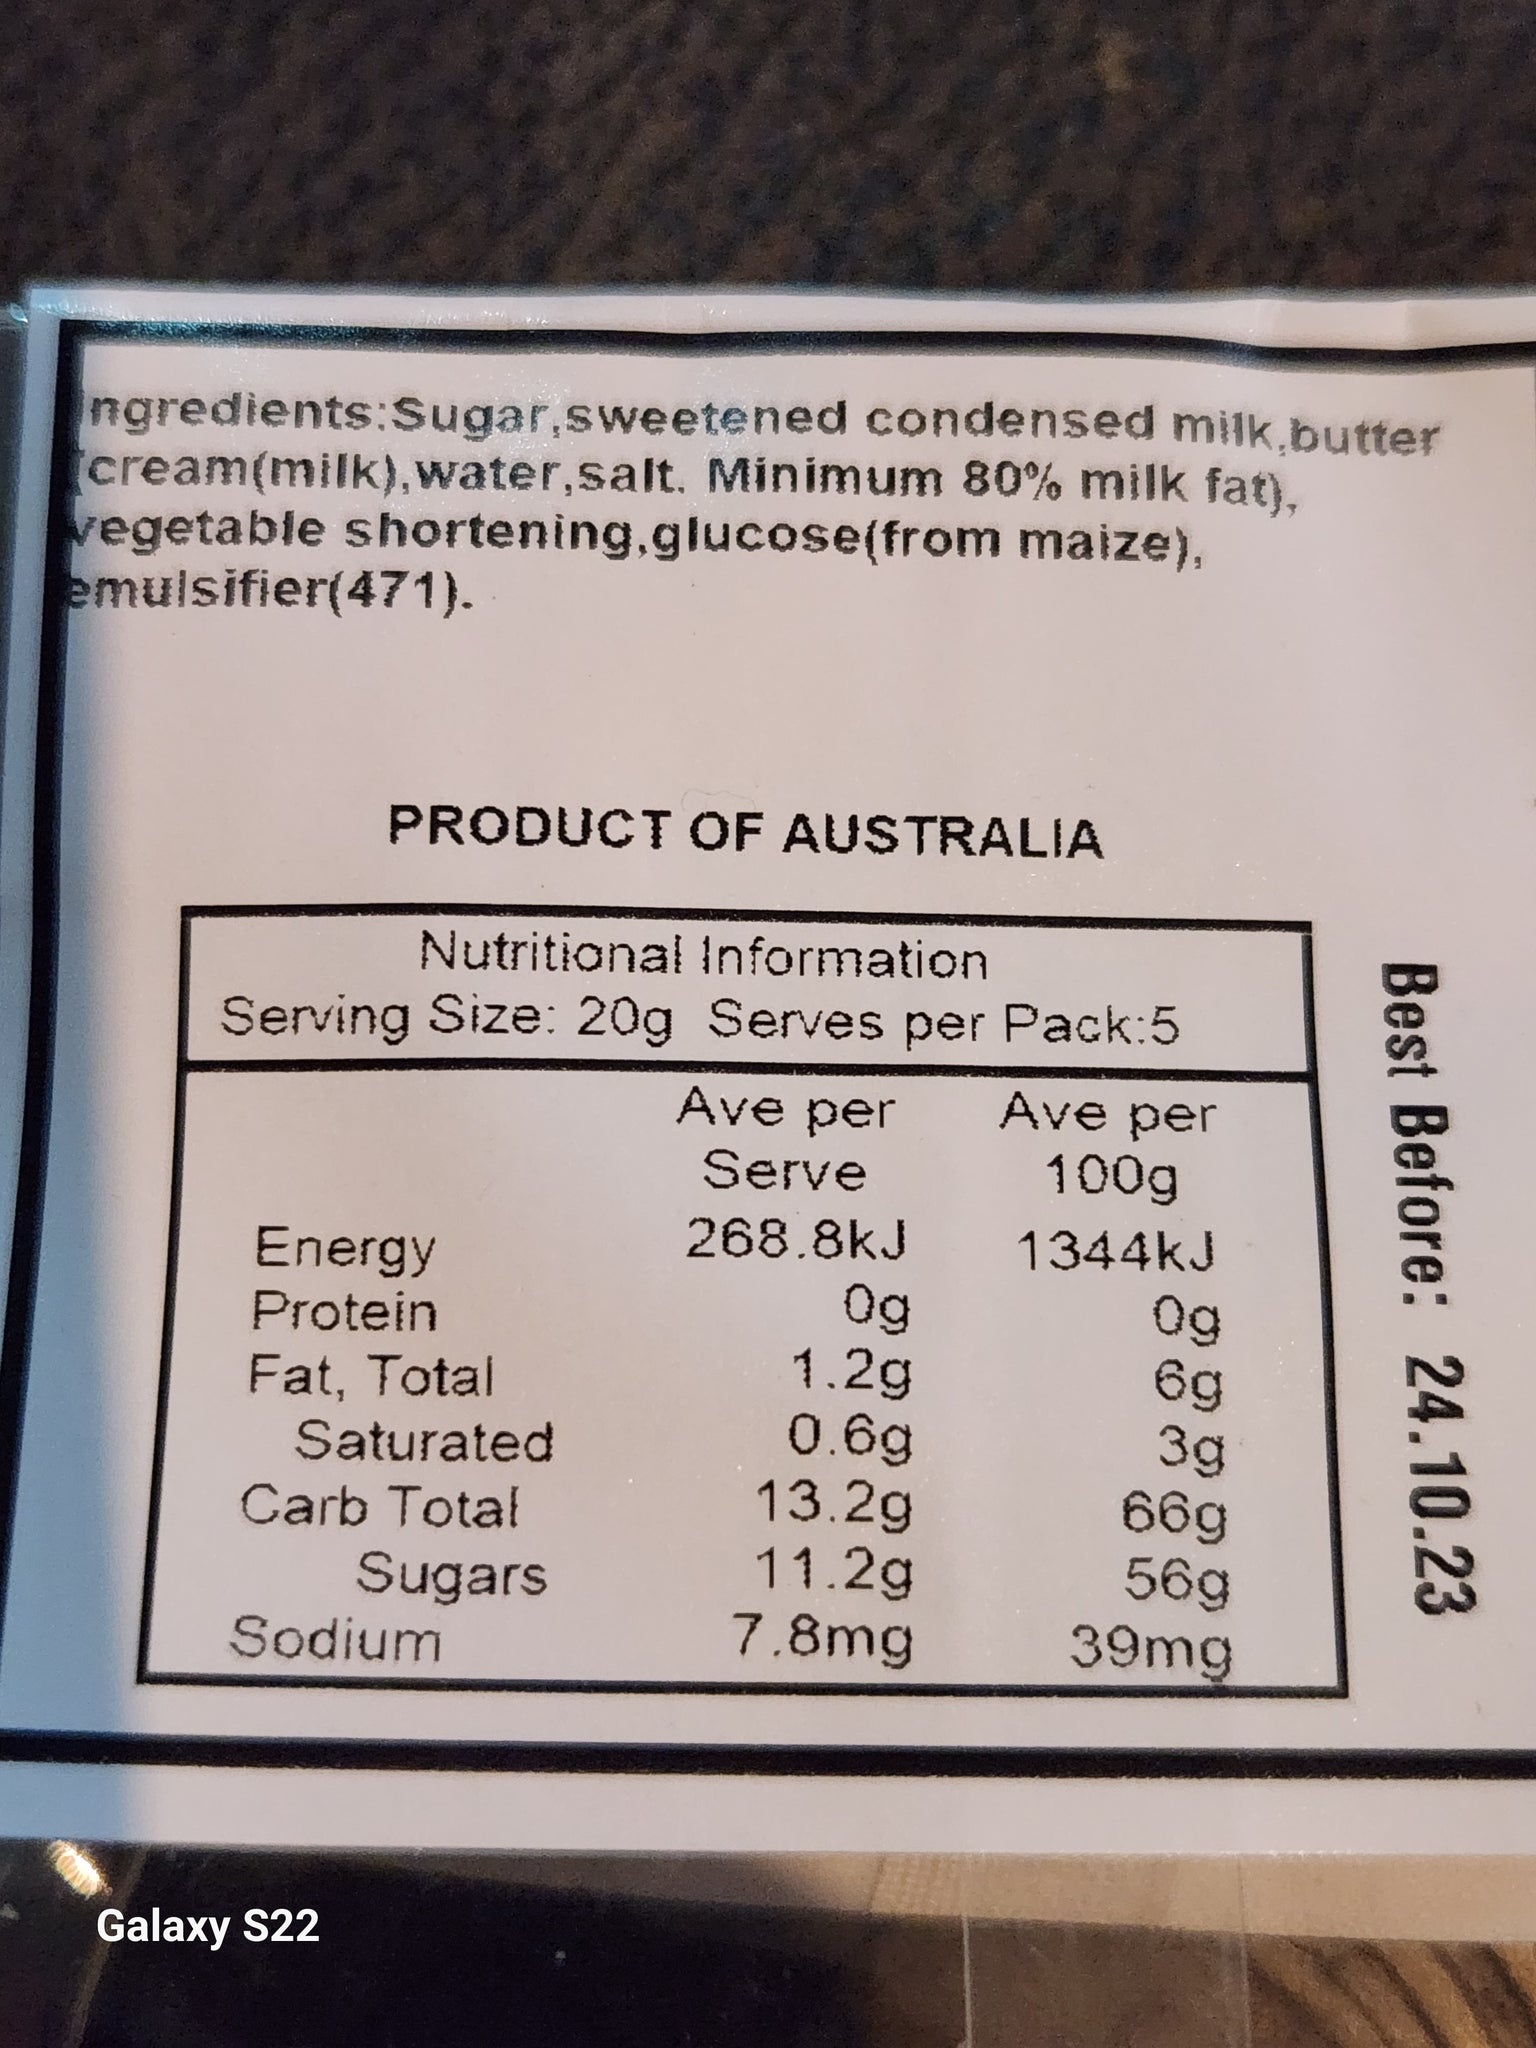 Ingredients:Sugar,sweetened condensed milk,butter
(cream(milk),water,salt. Minimum 80% milk fat),
vegetable shortening,glucose(from maize),
emulsifier(471).
PRODUCT OF AUSTRALIA
Nutritional Information
Serving Size: 20g Serves per Pack:5
Ave per Ave per
Serve 100g
Energy 268.8kJ 1344kJ
Protein 0g 0g
Fat, Total 1.2g 6g
Saturated 0.6g 3g
Carb Total 13.2g 66g
Sugars 11.2g 56g
Sodium 7.8mg 39mg
Best Before: 24.10.23
Galaxy S22